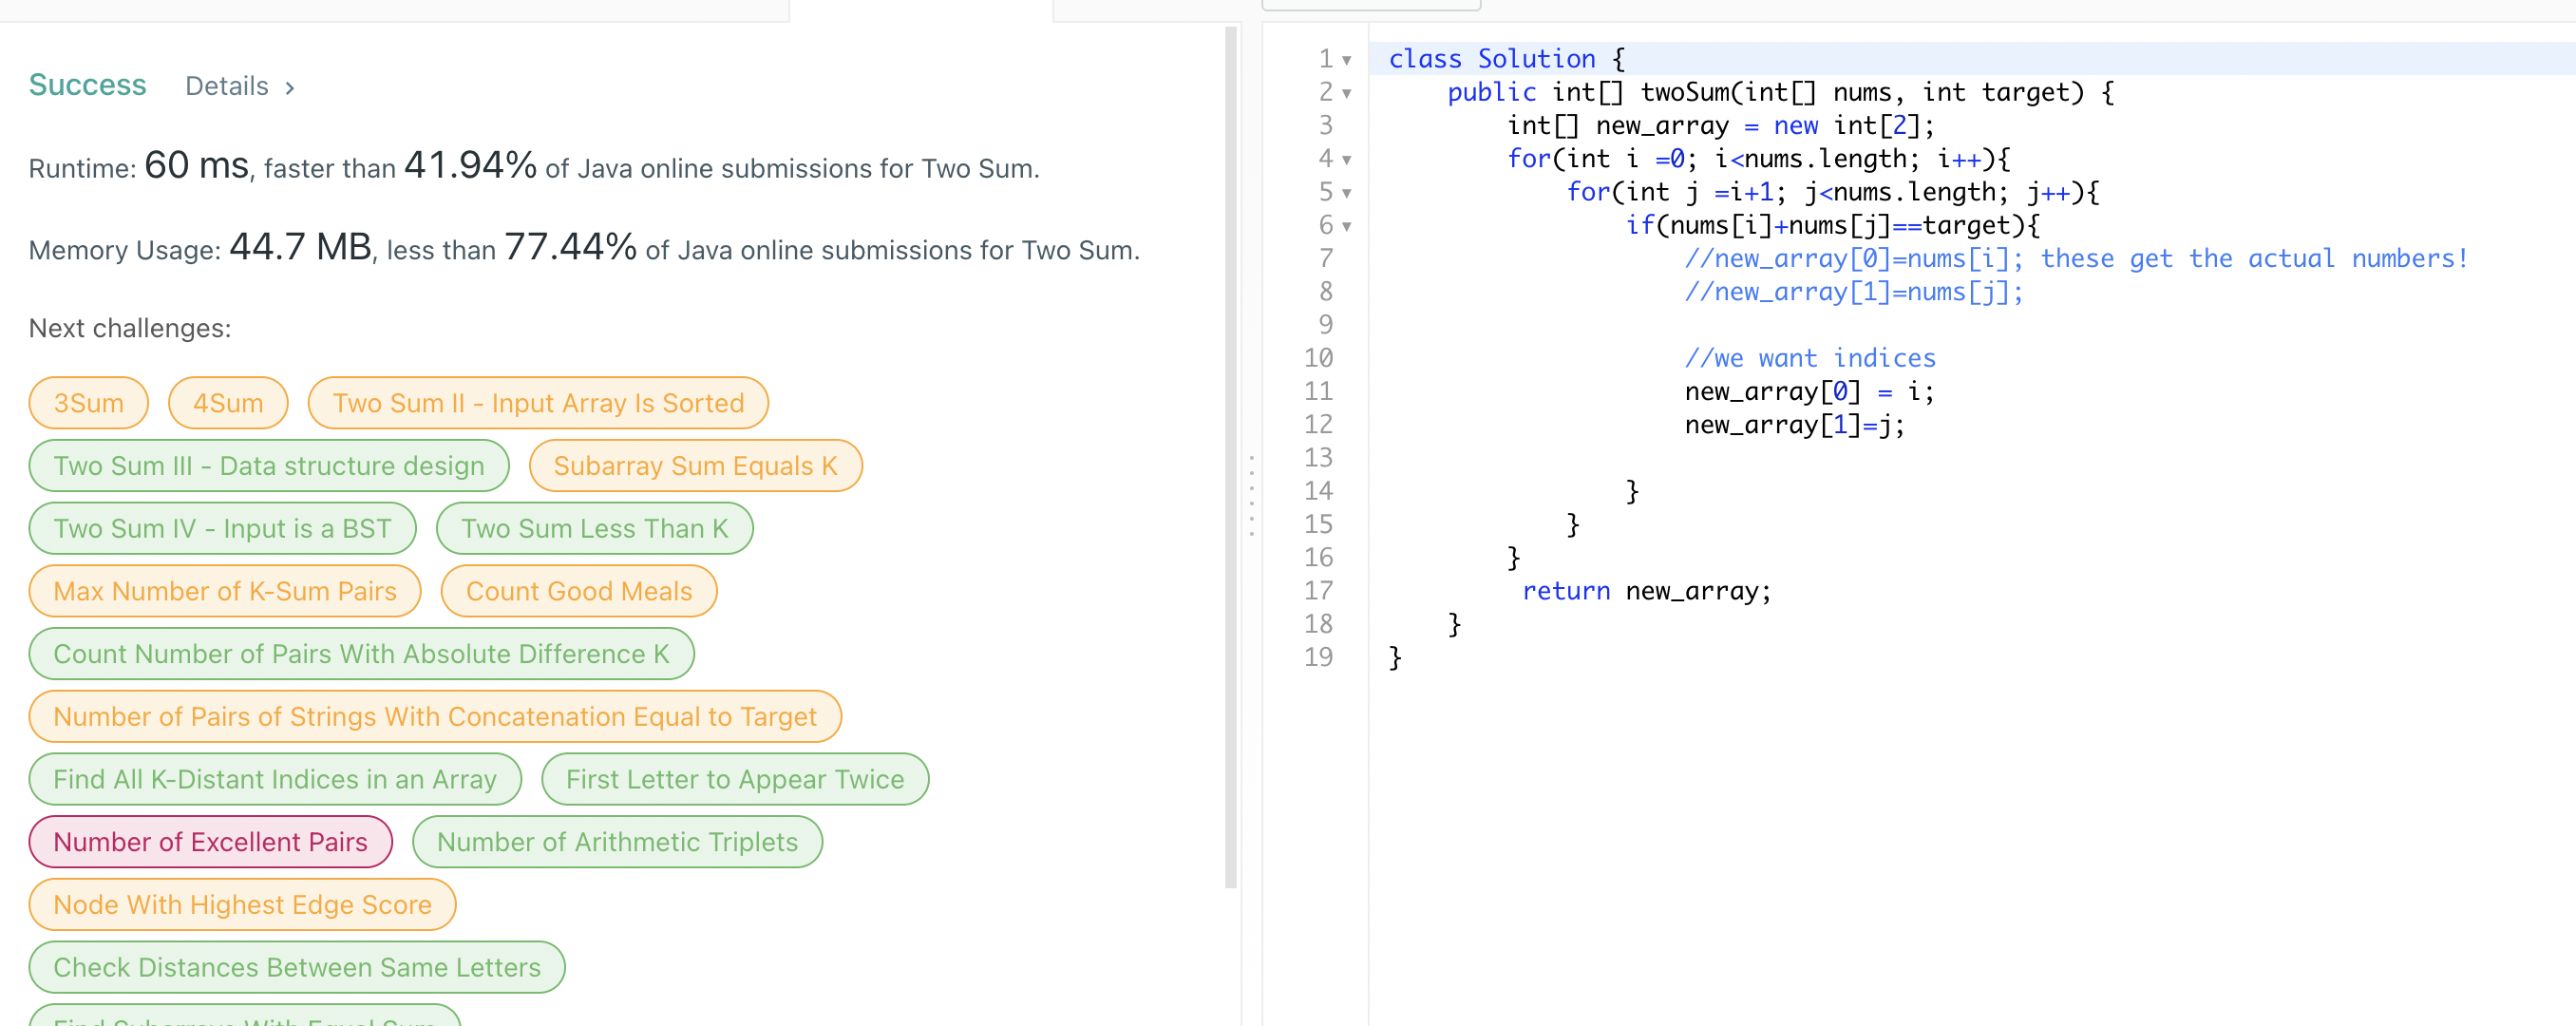 Success Details >
Runtime: 60 ms, faster than 41.94% of Java online submissions for Two Sum.
Memory Usage: 44.7 MB, less than 77.44% of Java online submissions for Two Sum.
Next challenges:
3Sum 4Sum Two Sum II - Input Array Is Sorted
Two Sum III - Data structure design Subarray Sum Equals K
Two Sum IV - Input is a BST Two Sum Less Than K
Max Number of K-Sum Pairs Count Good Meals
Count Number of Pairs With Absolute Difference K
Number of Pairs of Strings With Concatenation Equal to Target
Find All K-Distant Indices in an Array First Letter to Appear Twice
Number of Excellent Pairs Number of Arithmetic Triplets
Node With Highest Edge Score
Check Distances Between Same Letters
Find Subarrays With Equal Sum
1 class Solution {
2     public int[] twoSum(int[] nums, int target) {
3         int[] new_array = new int[2];
4         for(int i =0; i<nums.length; i++){
5             for(int j =i+1; j<nums.length; j++){
6                 if(nums[i]+nums[j]==target){
7                     //new_array[0]=nums[i]; these get the actual numbers!
8                     //new_array[1]=nums[j];
9
10                     //we want indices
11                     new_array[0] = i;
12                     new_array[1]=j;
13
14                 }
15             }
16         }
17          return new_array;
18     }
19 }